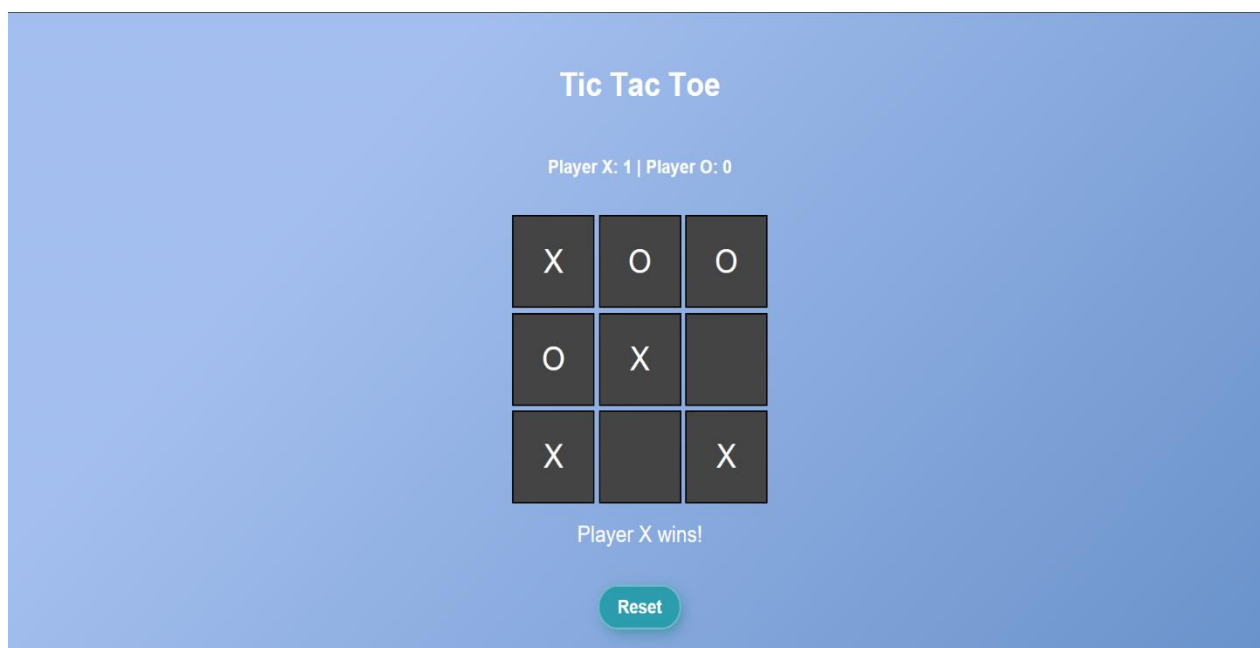 Tic Tac Toe
Player X: 1 | Player O: 0
X O O
O X
X X
Player X wins!
Reset